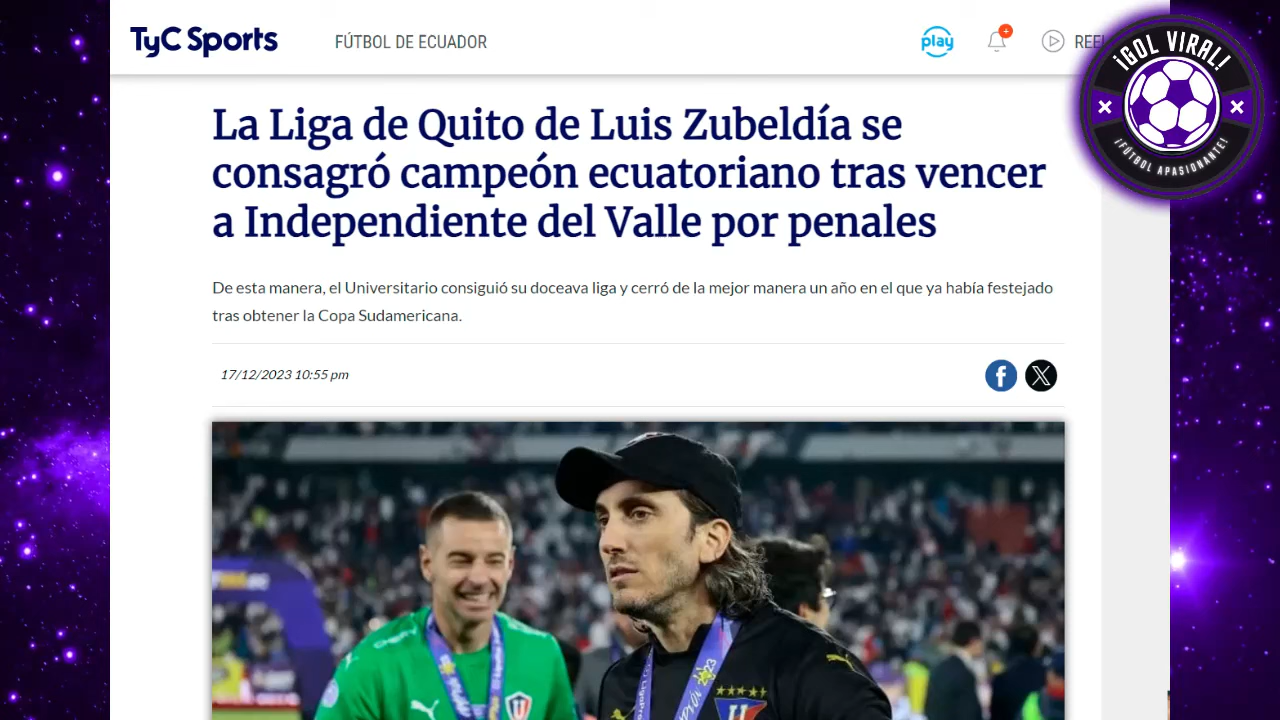 TyC Sports
FÚTBOL DE ECUADOR
play
+
REEL
¡GOL VIRAL!
¡FÚTBOL APASIONANTE!
La Liga de Quito de Luis Zubeldía se
consagró campeón ecuatoriano tras vencer
a Independiente del Valle por penales
De esta manera, el Universitario consiguió su doceava liga y cerró de la mejor manera un año en el que ya había festejado
tras obtener la Copa Sudamericana.
17/12/2023 10:55 pm
f
X
2023
U